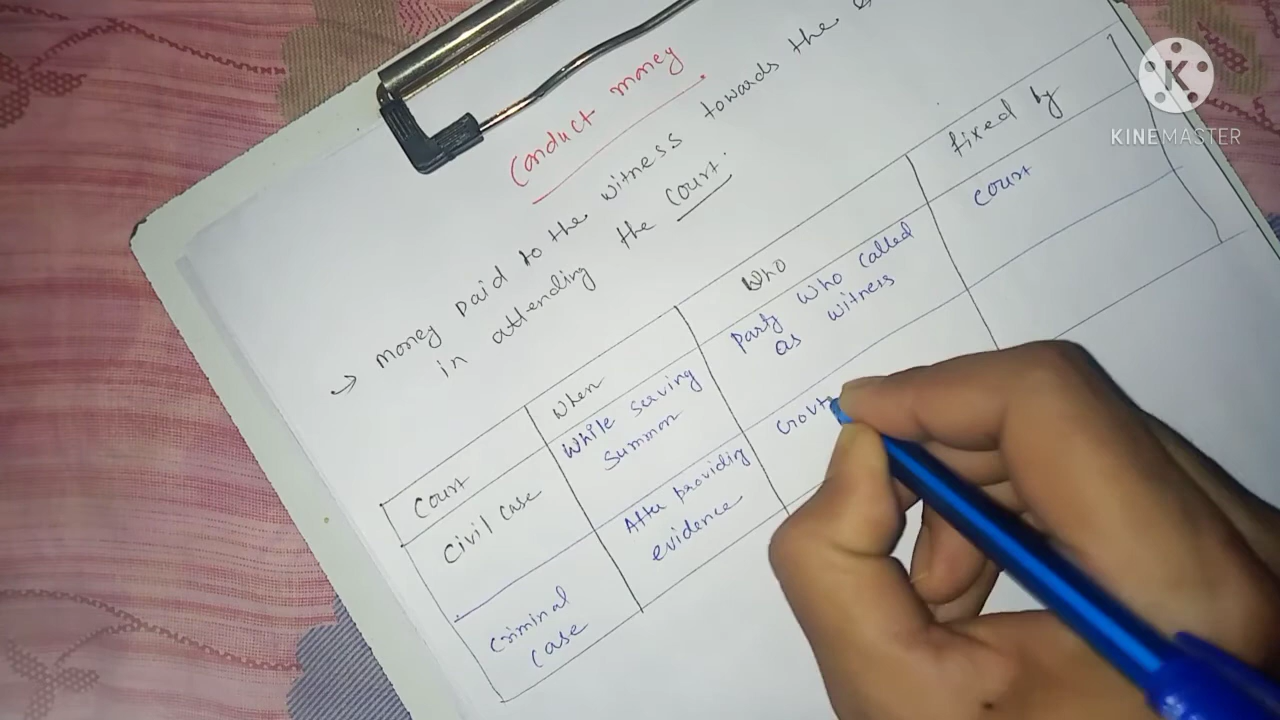 Conduct money
→ Money paid to the witness towards the
in attending the Court.
Court
When
Who
fixed by
Civil case
While serving
summon
Party who called
as witness
Court
Criminal
case
After providing
evidence
Govt
KINEMASTER